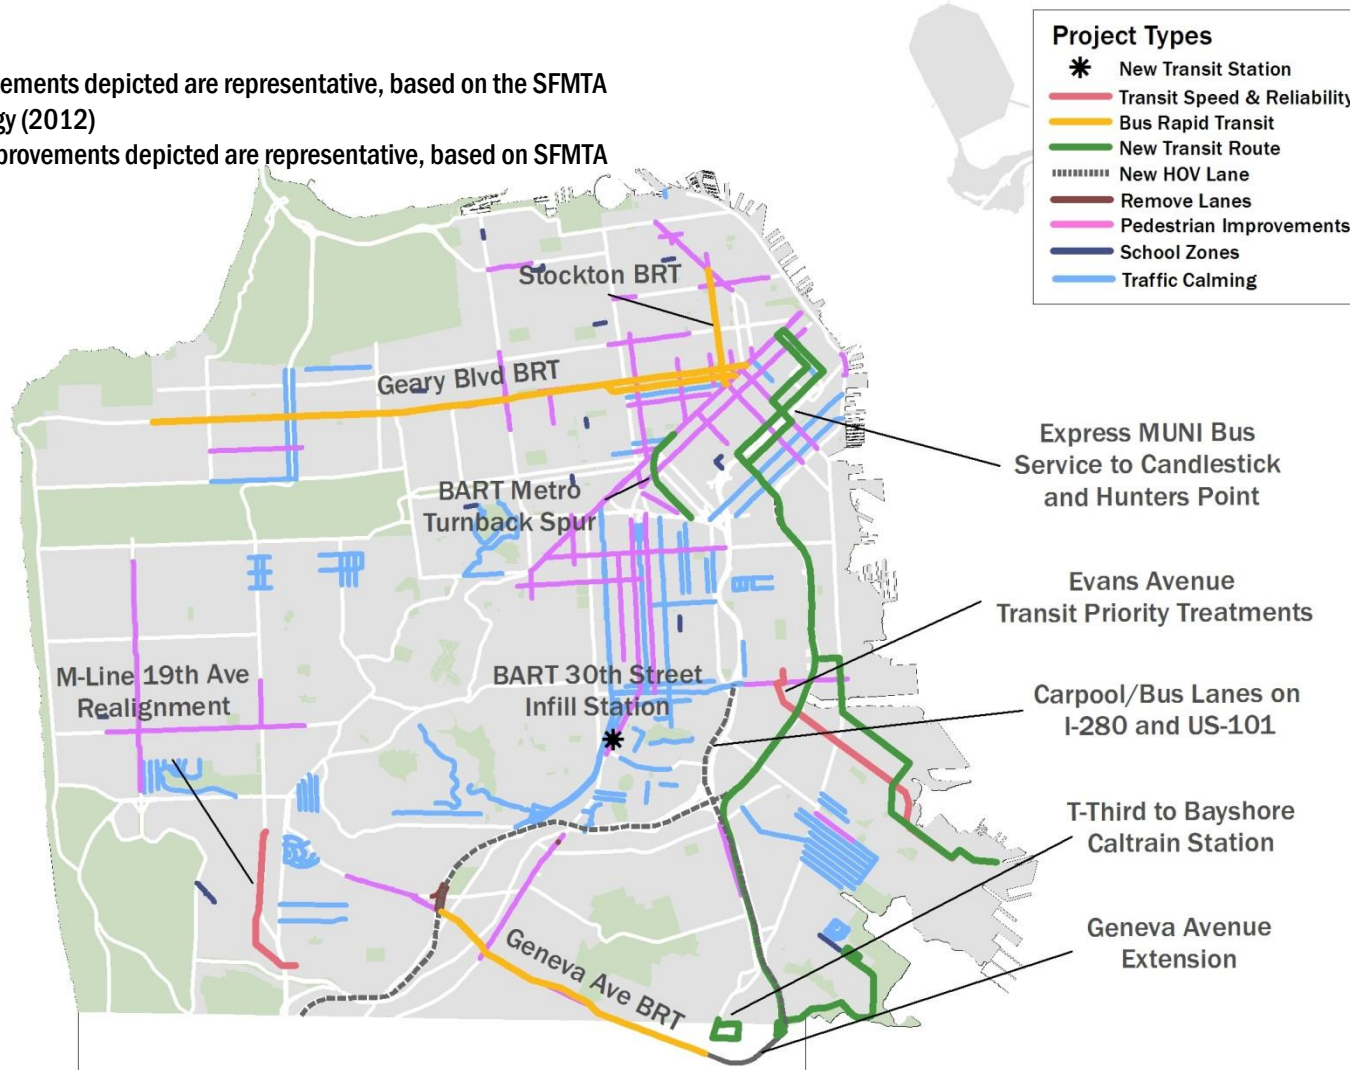 ements depicted are representative, based on the SFMTA
gy (2012)
provements depicted are representative, based on SFMTA
Project Types
New Transit Station
Transit Speed & Reliability
Bus Rapid Transit
New Transit Route
New HOV Lane
Remove Lanes
Pedestrian Improvements
School Zones
Traffic Calming
Stockton BRT
Geary Blvd BRT
BART Metro
Turnback Spur
Express MUNI Bus
Service to Candlestick
and Hunters Point
Evans Avenue
Transit Priority Treatments
M-Line 19th Ave
Realignment
BART 30th Street
Infill Station
Carpool/Bus Lanes on
I-280 and US-101
T-Third to Bayshore
Caltrain Station
Geneva Avenue
Extension
Geneva Ave BRT